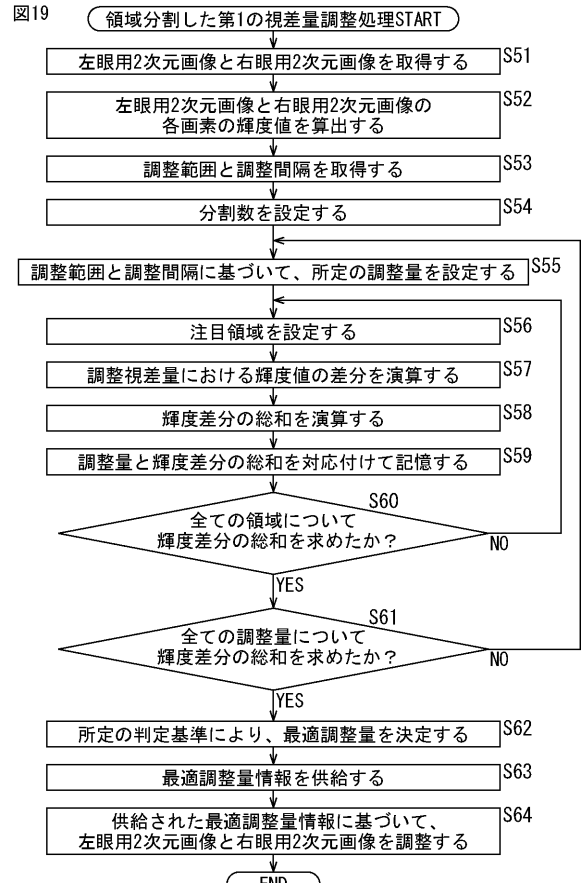 図19
領域分割した第1の視差量調整処理START
左眼用2次元画像と右眼用2次元画像を取得する
S51
左眼用2次元画像と右眼用2次元画像の
各画素の輝度値を算出する
S52
調整範囲と調整間隔を取得する
S53
分割数を設定する
S54
調整範囲と調整間隔に基づいて、所定の調整量を設定する
S55
注目領域を設定する
S56
調整視差量における輝度値の差分を演算する
S57
輝度差分の総和を演算する
S58
調整量と輝度差分の総和を対応付けて記憶する
S59
S60
全ての領域について
輝度差分の総和を求めたか？
NO
YES
S61
全ての調整量について
輝度差分の総和を求めたか？
NO
YES
所定の判定基準により、最適調整量を決定する
S62
最適調整量情報を供給する
S63
供給された最適調整量情報に基づいて、
左眼用2次元画像と右眼用2次元画像を調整する
S64
END